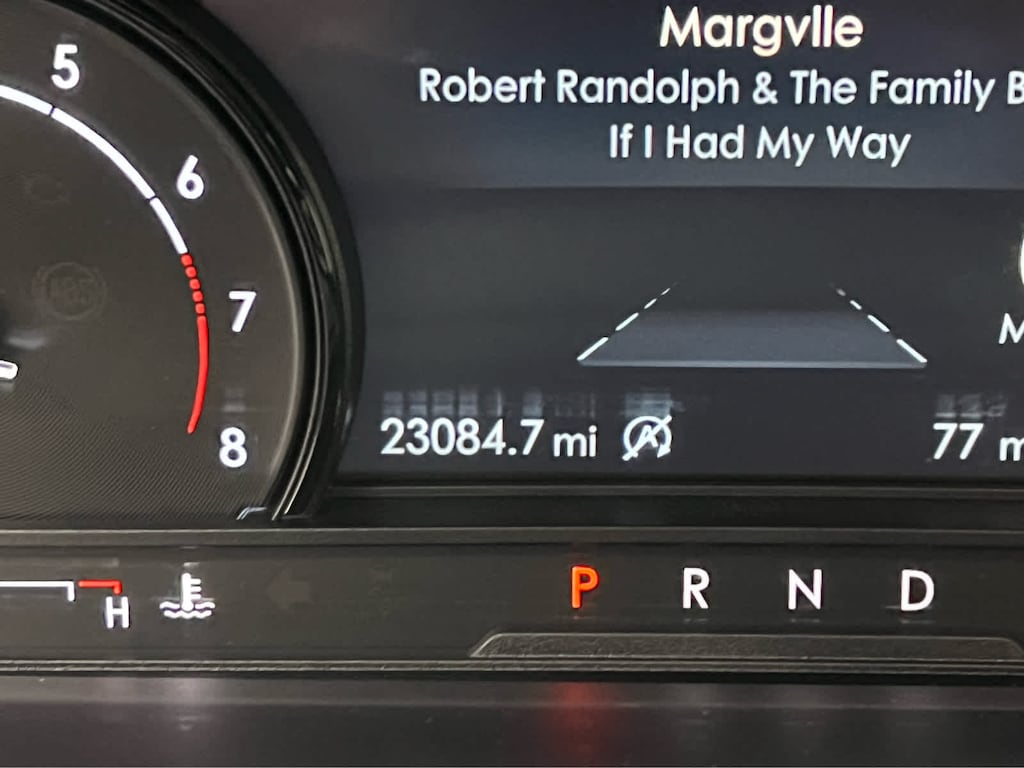 Margvlle
Robert Randolph & The Family B
If I Had My Way
5
6
7
8
23084.7 mi
77 m
H
P R N D